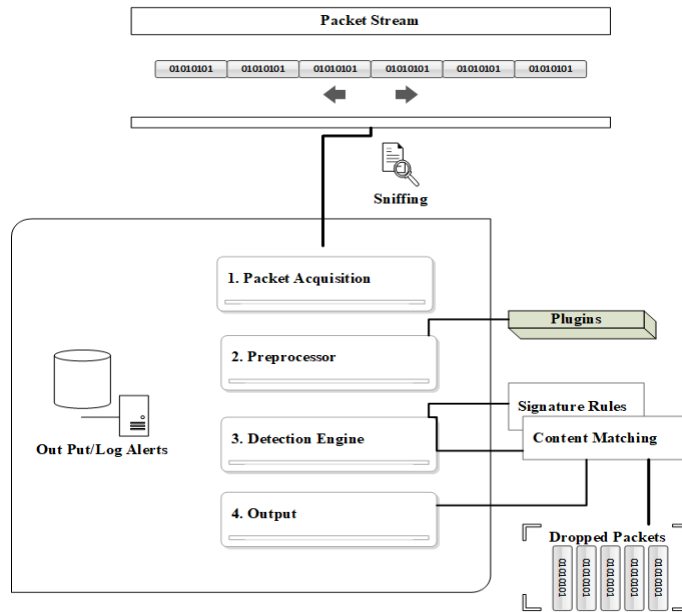 Packet Stream
01010101 01010101 01010101 01010101 01010101 01010101
Sniffing
1. Packet Acquisition
Plugins
2. Preprocessor
Signature Rules
3. Detection Engine
Content Matching
Out Put/Log Alerts
4. Output
Dropped Packets
01010101 01010101 01010101 01010101 01010101